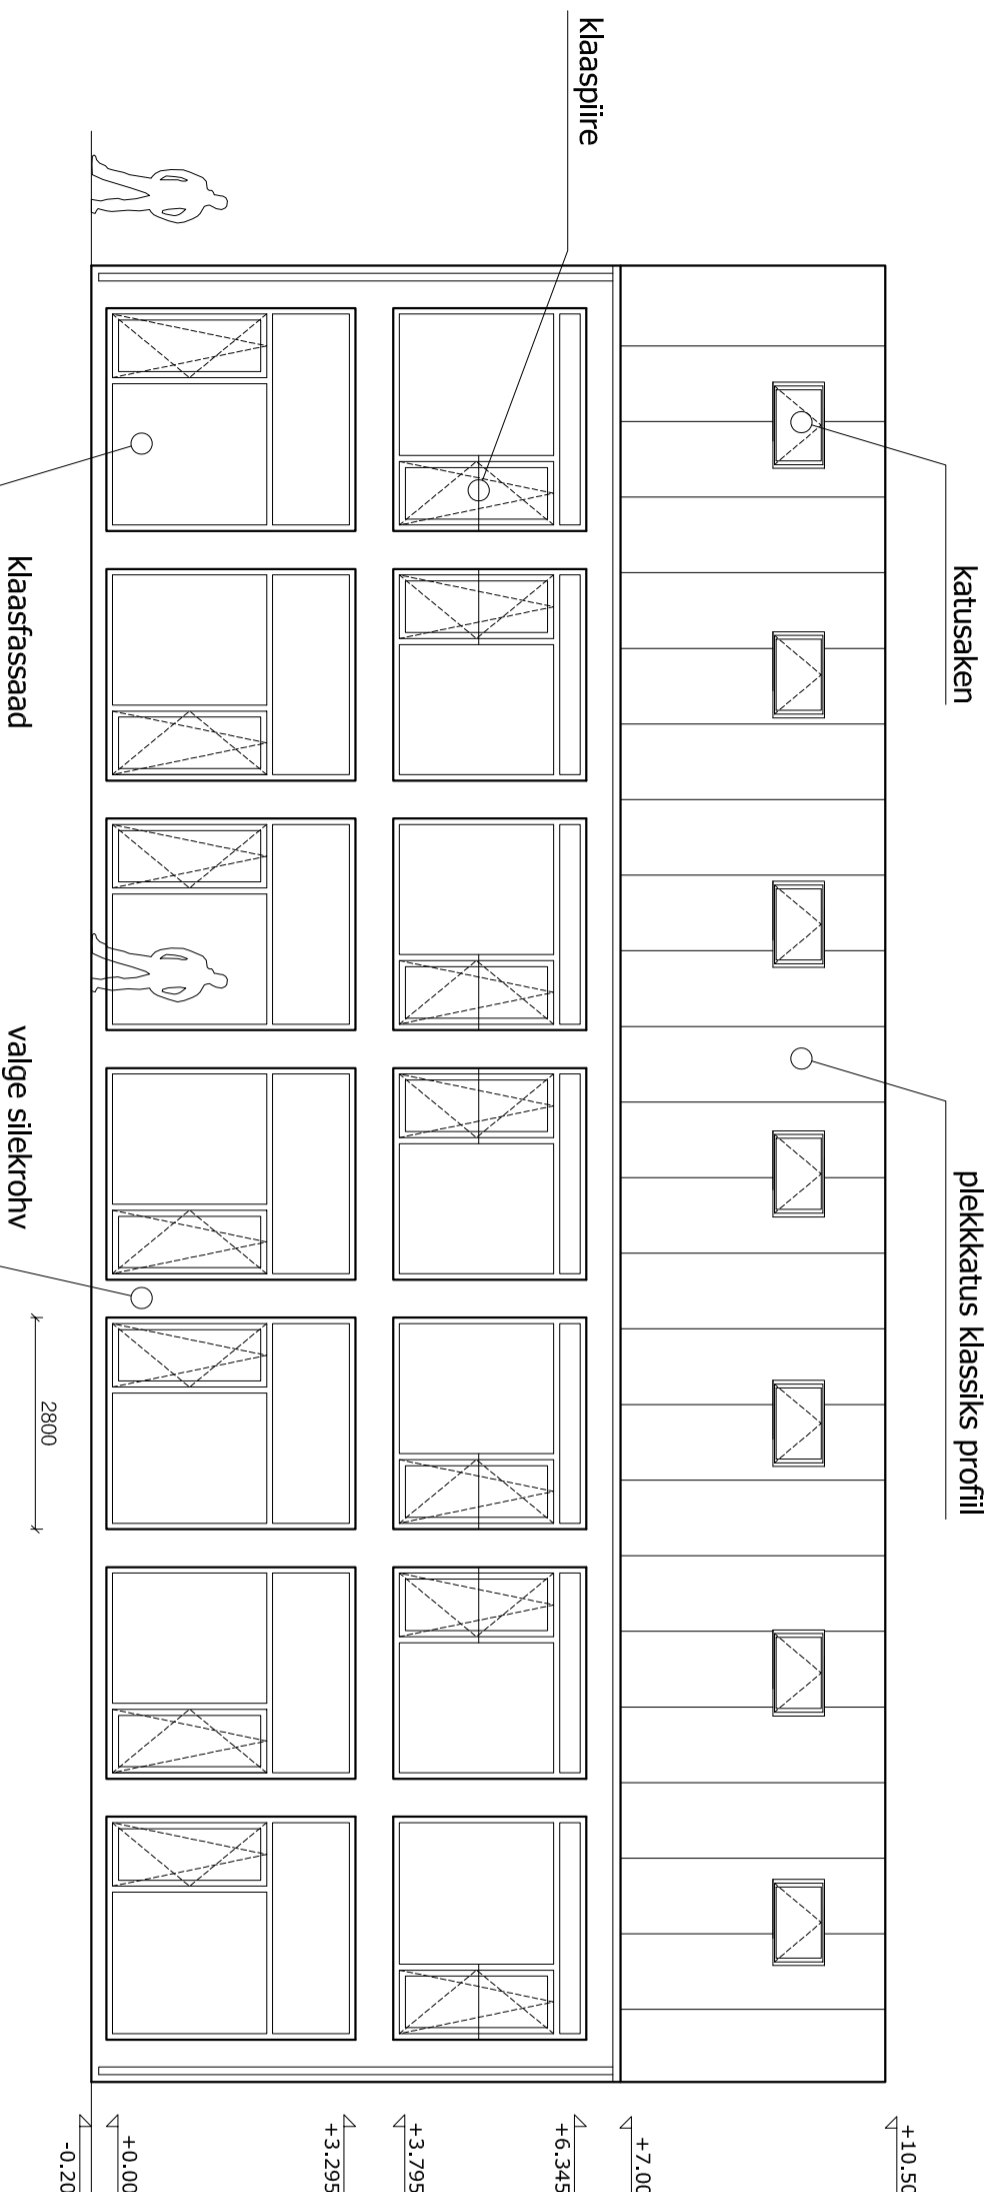 klaaspiire
katusaken
plekkkatus klassiks profiil
klaasfassaad
valge silekrohv
2800
+10.50
+7.00
+6.345
+3.795
+3.295
+0.00
-0.20